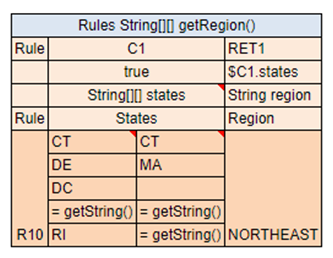 Rules String[][] getRegion()
Rule C1 RET1
true $C1.states
String[][] states String region
Rule States Region
CT CT
DE MA
DC
= getString() = getString()
R10 RI = getString() NORTHEAST